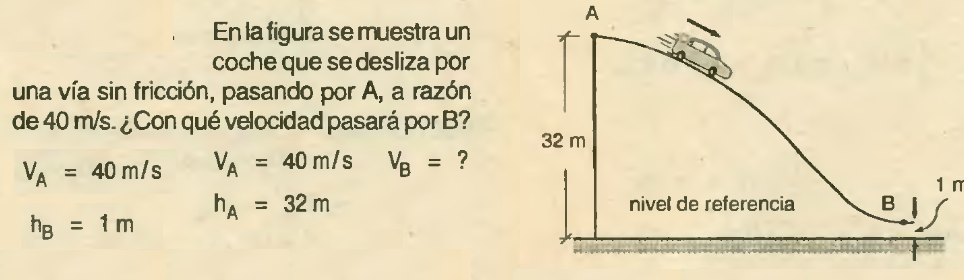 En la figura se muestra un
coche que se desliza por
una vía sin fricción, pasando por A, a razón
de 40 m/s. ¿Con qué velocidad pasará por B?
V_A = 40 m/s
V_A = 40 m/s V_B = ?
h_A = 32 m
h_B = 1 m
A
32 m
nivel de referencia
B
1 m